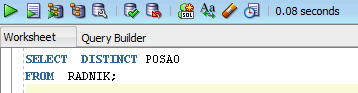 0.08 seconds
Worksheet Query Builder
SELECT DISTINCT POSAO
FROM RADNIK;